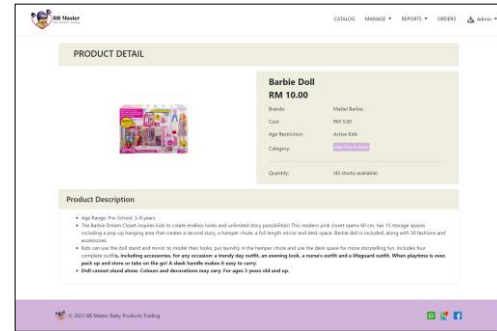 BB Master
CATALOG MANAGE REPORTS ORDERS Admin
PRODUCT DETAIL
Barbie Doll
RM 10.00
Brands: Mattel Barbie
Cost: RM 5.00
Age Restriction: Active Kids
Category:
Quantity: (43 stocks available)
Product Description
Age Range: Pre School: 5-9 years
The Barbie Dream Closet inspires kids to create endless looks and unlimited story possibilities! This modern pink closet opens 60 cm, has 15 storage spaces
including a pop-up hanging area that creates a second story, a hamper chute, a full length mirror and desk space. Barbie doll is included, along with 30 fashions and
accessories.
Kids can use the doll stand and mirror to model their looks, put laundry in the hamper chute and use the desk space for more storytelling fun. Includes four
complete outfits, including accessories, for any occasion: a trendy day outfit, an evening look, a nurse's outfit and a lifeguard outfit. When playtime is over,
pack up and store or take on the go! A sleek handle makes it easy to carry.
Doll cannot stand alone. Colours and decorations may vary. For ages 3 years old and up.
© 2023 BB Master Baby Products Trading